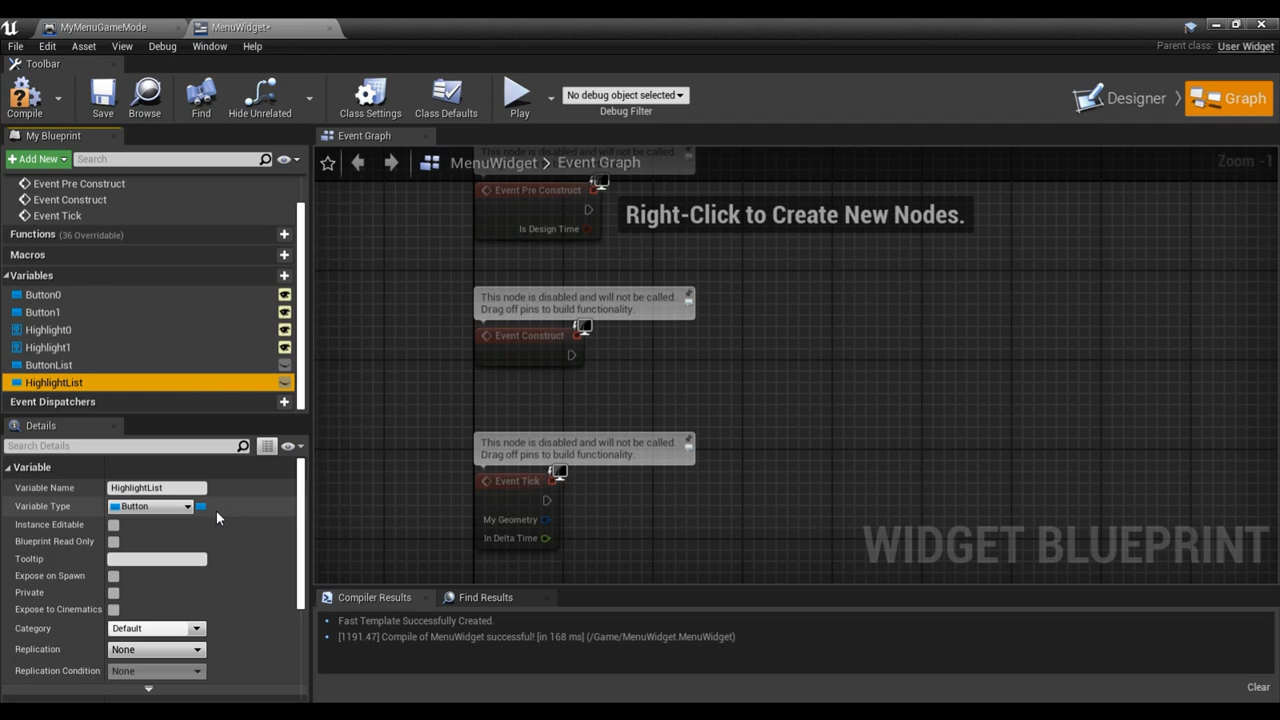 MyMenuGameMode
MenuWidget*
File Edit Asset View Debug Window Help
Parent class: User Widget
Toolbar
Compile
Save
Browse
Find
Hide Unrelated
Class Settings
Class Defaults
Play
No debug object selected
Debug Filter
Designer
Graph
My Blueprint
Add New
Search
Event Pre Construct
Event Construct
Event Tick
Functions (36 Overridable)
Macros
Variables
Button0
Button1
Highlight0
Highlight1
ButtonList
HighlightList
Event Dispatchers
Details
Search Details
Variable
Variable Name HighlightList
Variable Type Button
Instance Editable
Blueprint Read Only
Tooltip
Expose on Spawn
Private
Expose to Cinematics
Category Default
Replication None
Replication Condition None
Event Graph
MenuWidget > Event Graph
Zoom -1
This node is disabled and will not be called.
Event Pre Construct
Is Design Time
Right-Click to Create New Nodes.
This node is disabled and will not be called.
Drag off pins to build functionality.
Event Construct
This node is disabled and will not be called.
Drag off pins to build functionality.
Event Tick
My Geometry
In Delta Time
WIDGET BLUEPRINT
Compiler Results
Find Results
Fast Template Successfully Created.
[1191.47] Compile of MenuWidget successful! [in 168 ms] (/Game/MenuWidget.MenuWidget)
Clear